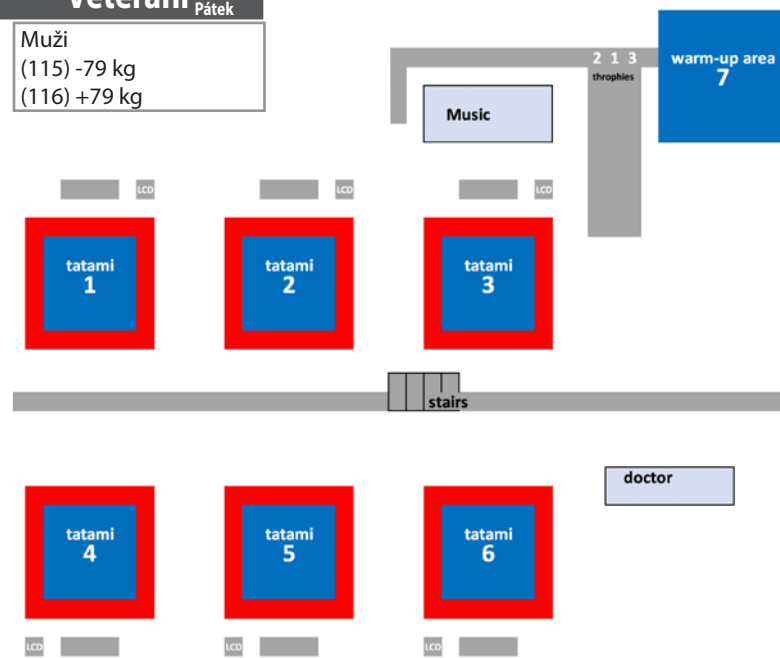 Veteráni Pátek
Muži
(115) -79 kg
(116) +79 kg
2 1 3
throphies
warm-up area
7
Music
LCD
LCD
LCD
tatami
1
tatami
2
tatami
3
stairs
doctor
tatami
4
tatami
5
tatami
6
LCD
LCD
LCD